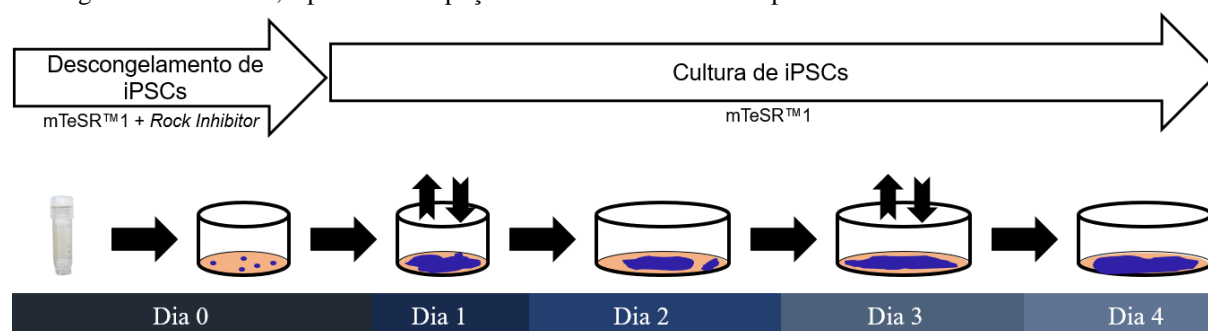 Descongelamento de
iPSCs
mTeSR™1 + Rock Inhibitor
Cultura de iPSCs
mTeSR™1
Dia 0
Dia 1
Dia 2
Dia 3
Dia 4